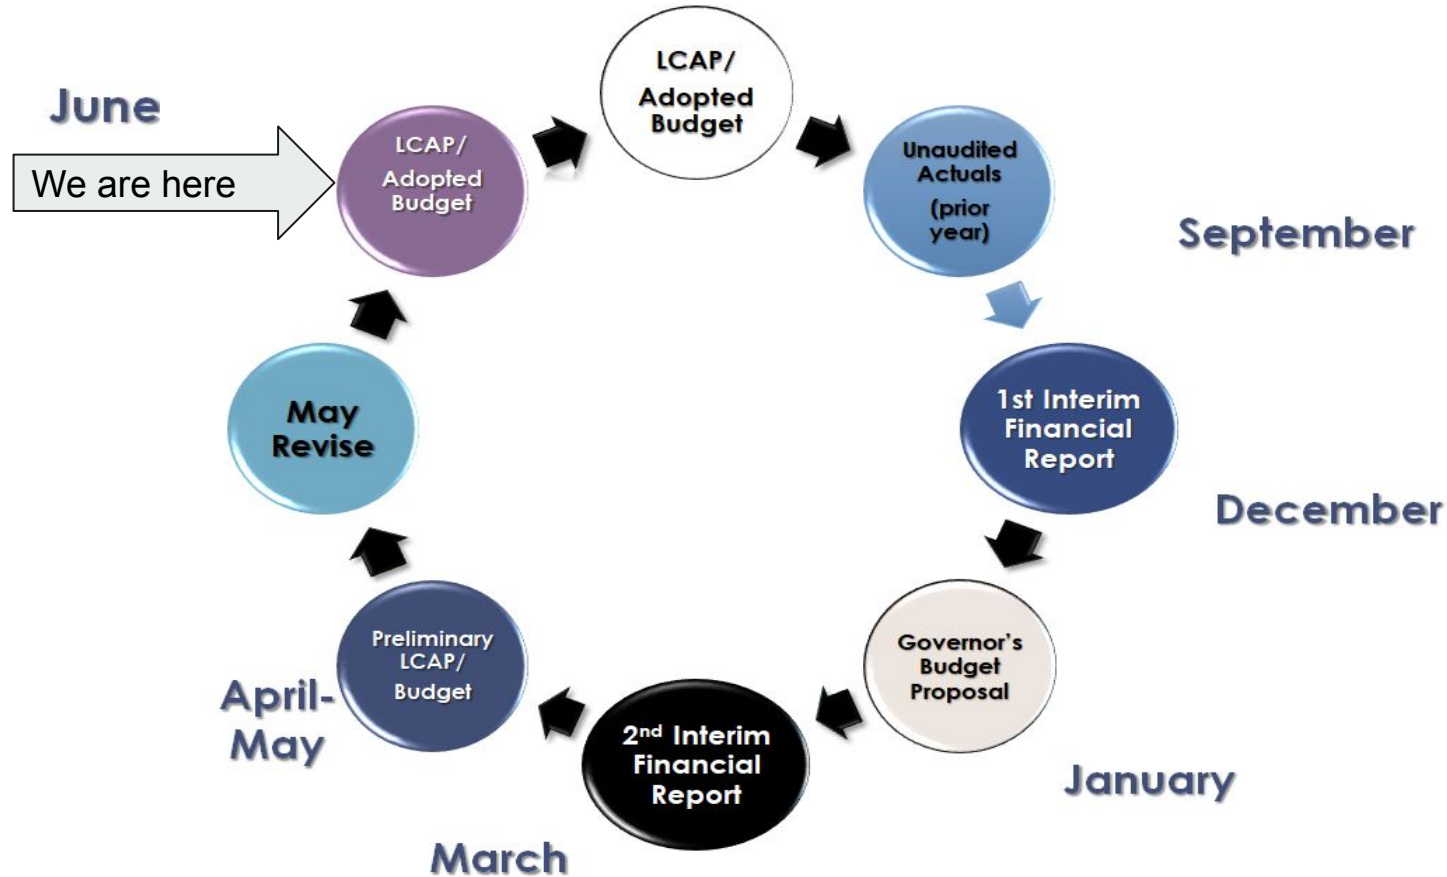 LCAP/
Adopted
Budget
June
We are here
LCAP/
Adopted
Budget
Unaudited
Actuals
(prior
year)
September
1st Interim
Financial
Report
December
Governor's
Budget
Proposal
January
2nd Interim
Financial
Report
March
Preliminary
LCAP/
Budget
April-
May
May
Revise